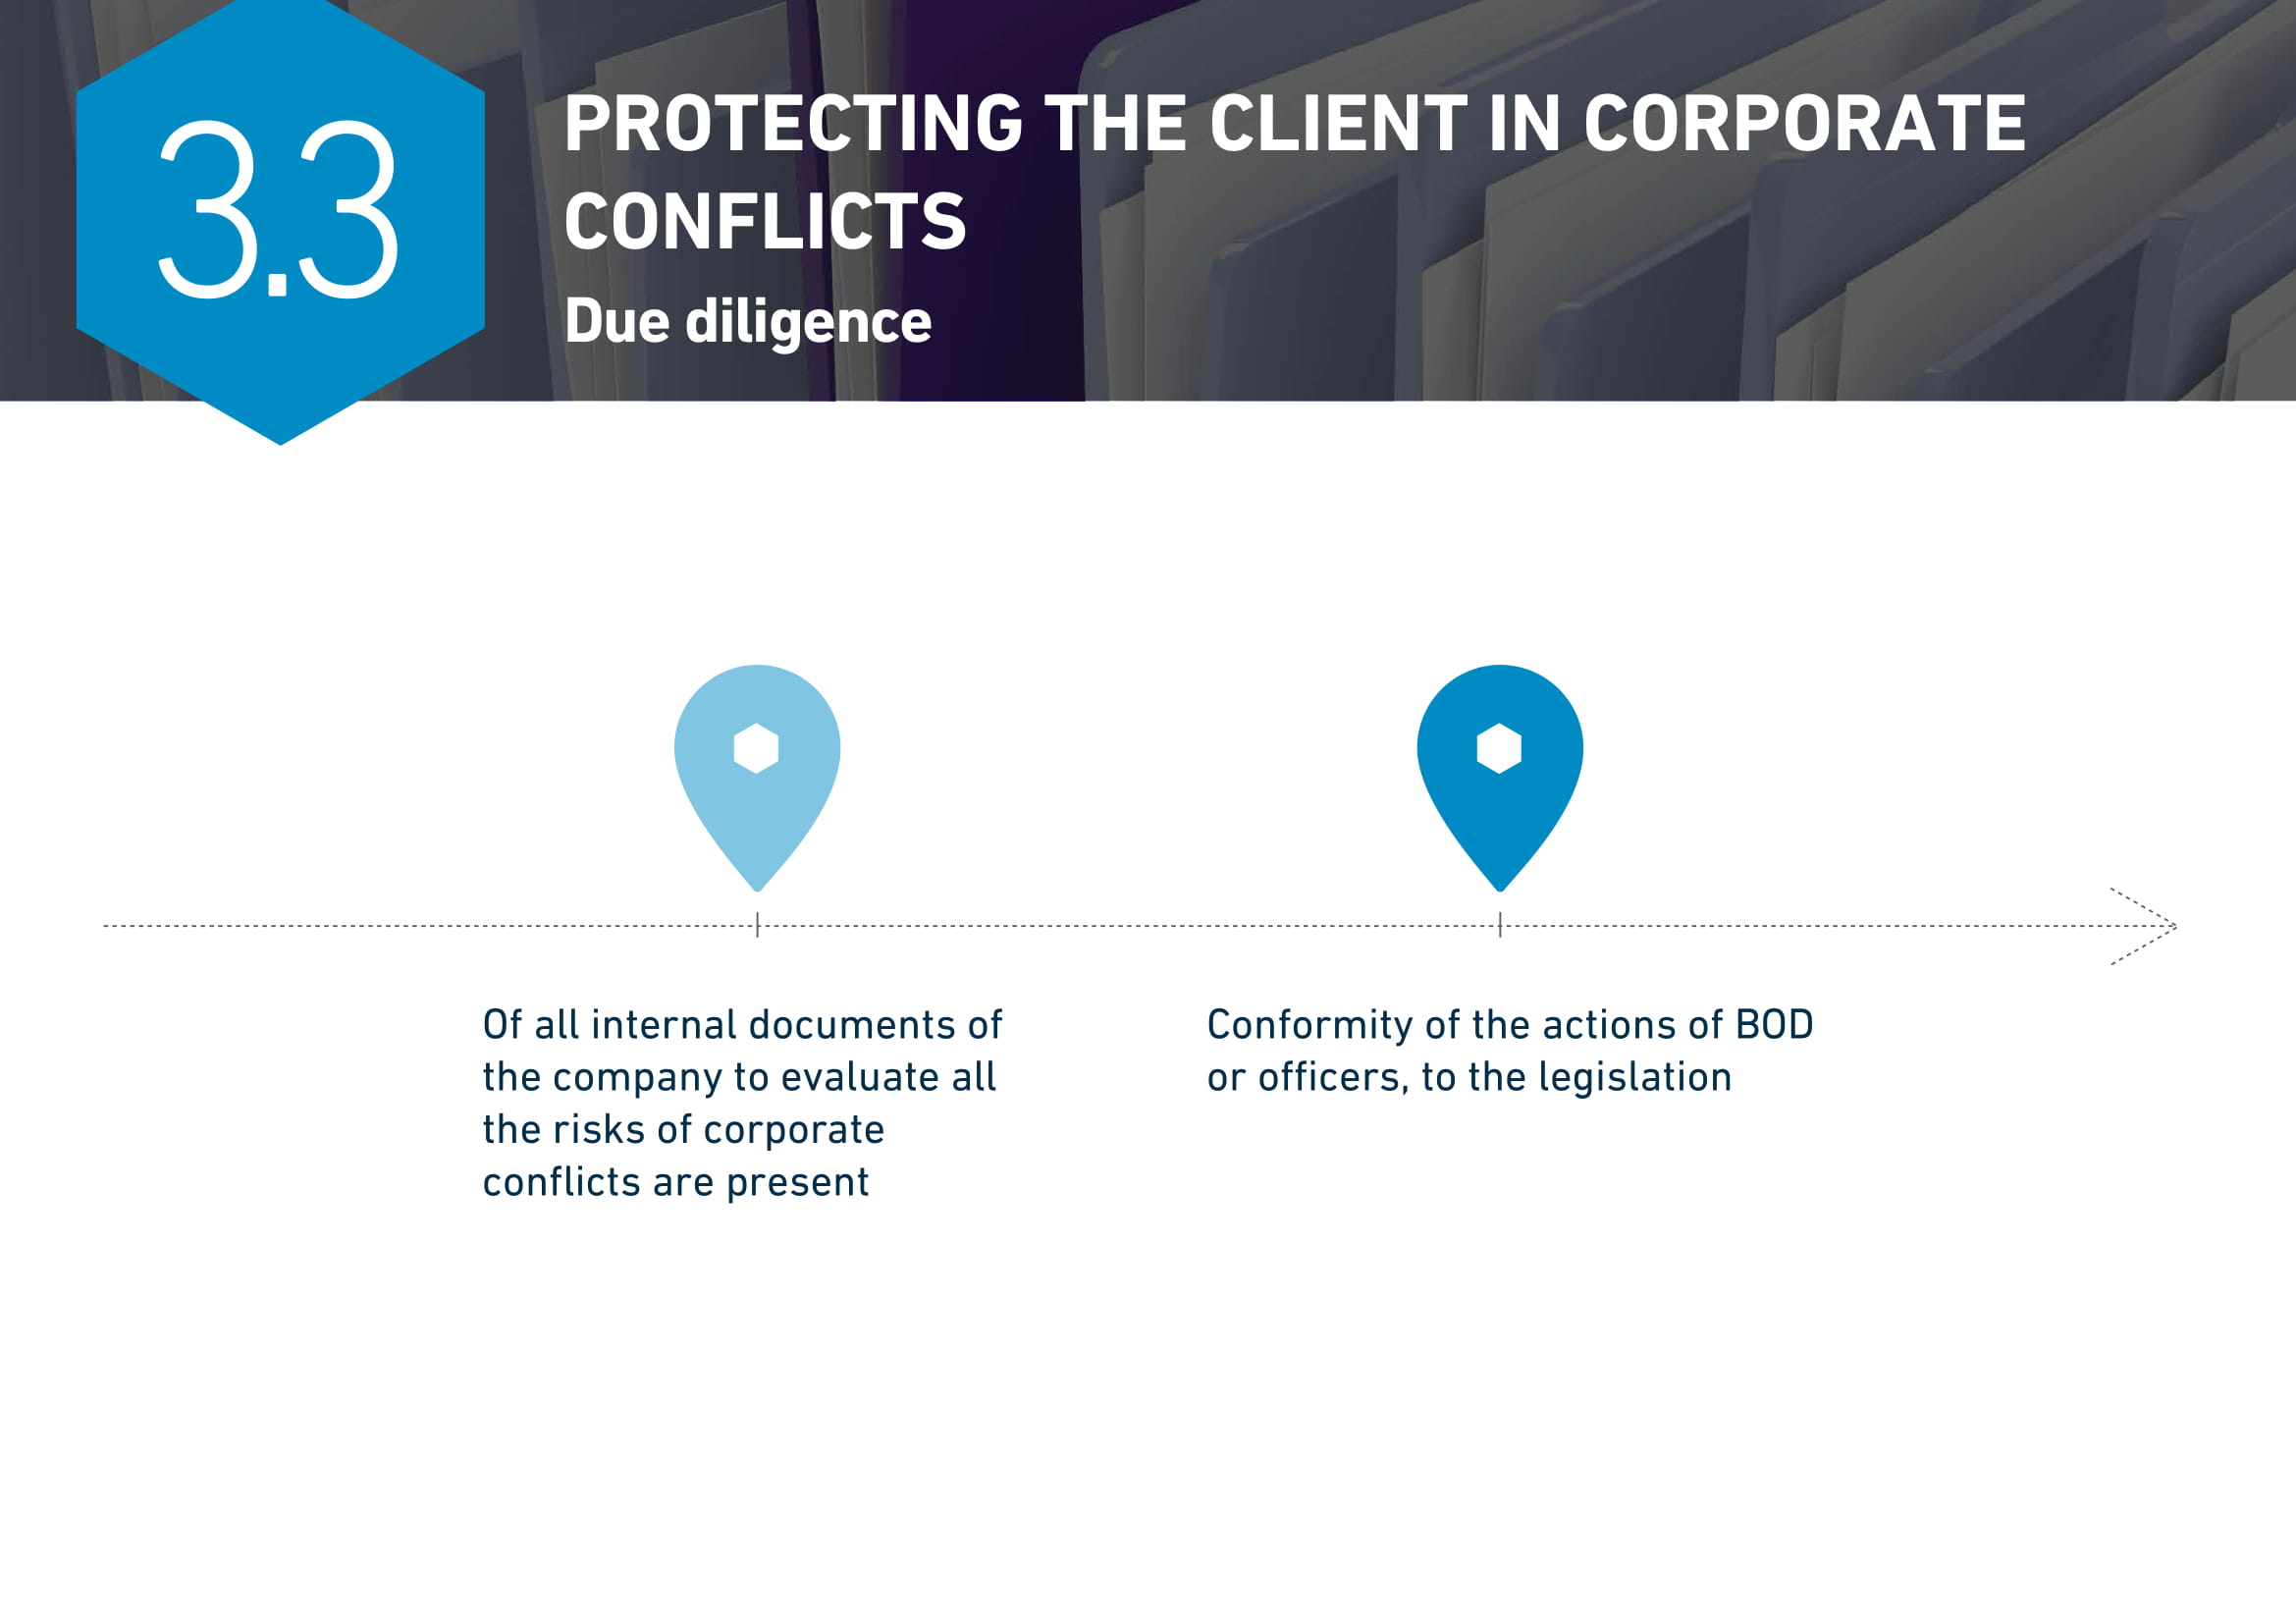 3.3
PROTECTING THE CLIENT IN CORPORATE
CONFLICTS
Due diligence
Of all internal documents of
the company to evaluate all
the risks of corporate
conflicts are present
Conformity of the actions of BOD
or officers, to the legislation